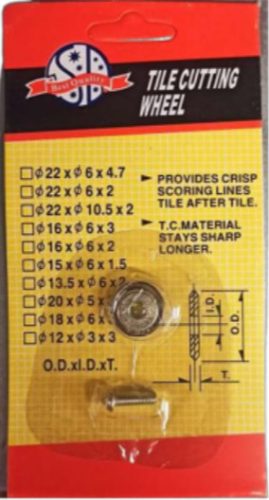 Best Quality
TILE CUTTING
WHEEL
ϕ22 x ϕ6 x 4.7
ϕ22 x ϕ6 x 2
ϕ22 x ϕ10.5 x 2
ϕ16 x ϕ6 x 3
ϕ16 x ϕ6 x 2
ϕ15 x ϕ6 x 1.5
ϕ13.5 x ϕ6 x 2
ϕ20 x ϕ5 x
ϕ18 x ϕ6 x
ϕ12 x ϕ3 x 3
O.D.xI.D.xT.
PROVIDES CRISP
SCORING LINES
TILE AFTER TILE.
T.C.MATERIAL
STAYS SHARP
LONGER.
I.D.
O.D.
T.